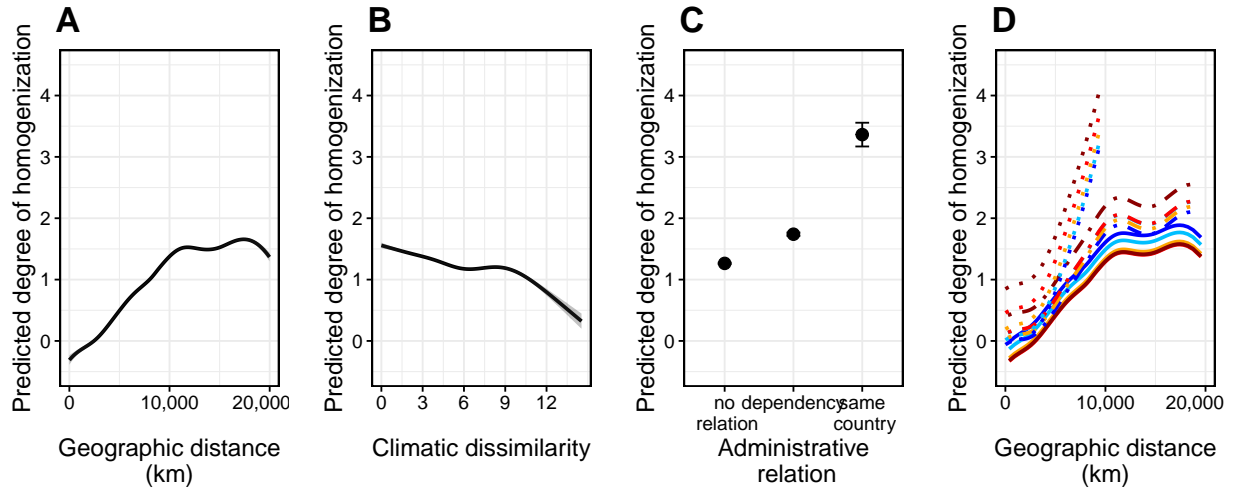 A
B
C
D
Predicted degree of homogenization
4
3
2
1
0
0
10,000
20,000
Geographic distance
(km)
Predicted degree of homogenization
4
3
2
1
0
0
3
6
9
12
Climatic dissimilarity
Predicted degree of homogenization
4
3
2
1
0
no
relation
dependency
same
country
Administrative
relation
Predicted degree of homogenization
4
3
2
1
0
0
10,000
20,000
Geographic distance
(km)